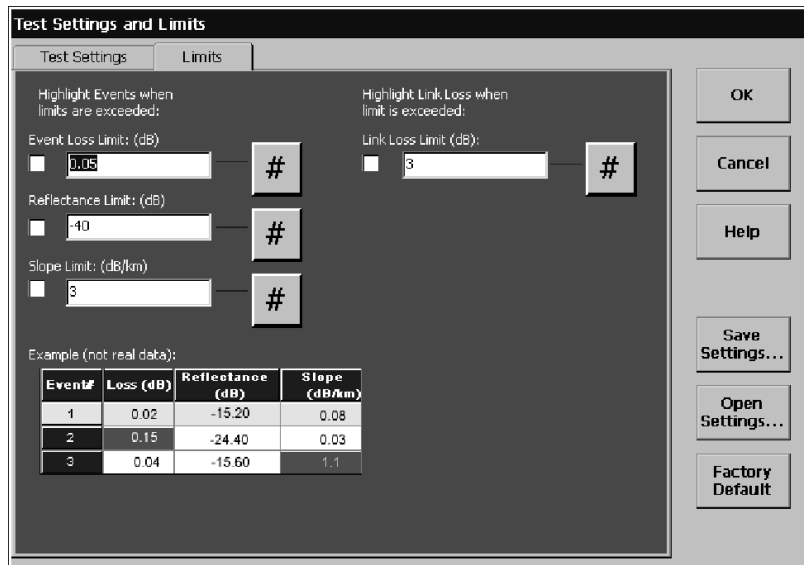 Test Settings and Limits
Test Settings
Limits
Highlight Events when
limits are exceeded:
Event Loss Limit: (dB)
0.05
#
Reflectance Limit: (dB)
-40
#
Slope Limit: (dB/km)
3
#
Highlight Link Loss when
limit is exceeded:
Link Loss Limit (dB):
3
#
Example (not real data):
Event# Loss (dB) Reflectance (dB) Slope (dB/km)
1 0.02 -15.20 0.08
2 0.15 -24.40 0.03
3 0.04 -15.60 1.1
OK
Cancel
Help
Save
Settings...
Open
Settings...
Factory
Default